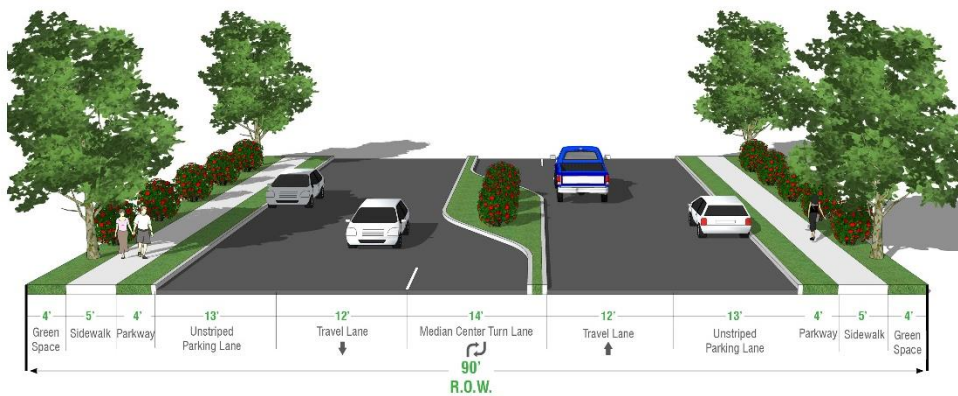 4' 5' 4' 13' 12' 14' 12' 13' 4' 5' 4'
Green Space Sidewalk Parkway Unstriped Parking Lane Travel Lane Median Center Turn Lane Travel Lane Unstriped Parking Lane Parkway Sidewalk Green Space
90'
R.O.W.